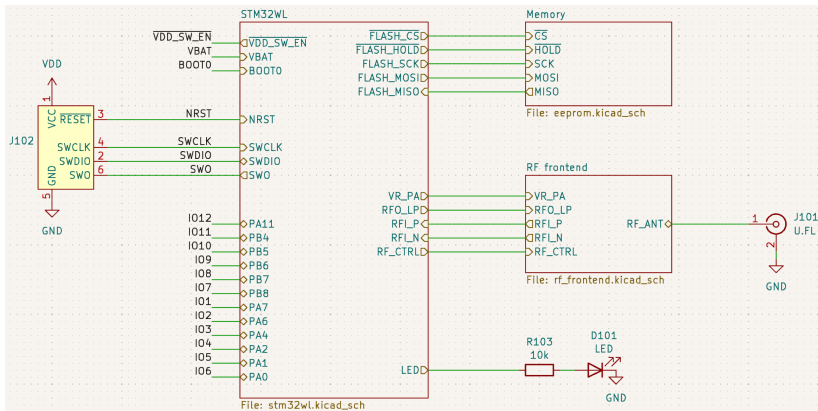 STM32WL
Memory
VDD_SW_EN
VDD_SW_EN
VBAT
VBAT
BOOT0
BOOT0
FLASH_CS
CS
FLASH_HOLD
HOLD
FLASH_SCK
SCK
FLASH_MOSI
MOSI
FLASH_MISO
MISO
File: eeprom.kicad_sch
VDD
1
VCC
RESET
3
NRST
NRST
J102
SWCLK
4
SWCLK
SWCLK
SWDIO
2
SWDIO
SWDIO
SWO
6
SWO
SWO
GND
5
GND
RF frontend
VR_PA
VR_PA
RFO_LP
RFO_LP
RFI_P
RFI_P
RFI_N
RFI_N
RF_CTRL
RF_CTRL
RF_ANT
1
J101
U.FL
2
GND
File: rf_frontend.kicad_sch
IO12
PA11
IO11
PB4
IO10
PB5
IO9
PB6
IO8
PB7
IO7
PB8
IO1
PA7
IO2
PA6
IO3
PA4
IO4
PA2
IO5
PA1
IO6
PA0
LED
R103
10k
D101
LED
GND
File: stm32wl.kicad_sch